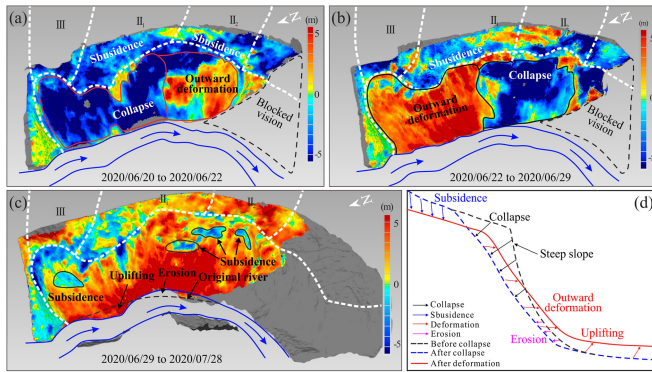 (a)
III
II₁
II₂
N
(m)
5
-5
Sbusidence
Sbusidence
Outward
deformation
Collapse
Blocked
vision
2020/06/20 to 2020/06/22
(b)
III
II₁
II₂
N
(m)
5
-5
Sbusidence
Collapse
Outward
deformation
Blocked
vision
2020/06/22 to 2020/06/29
(c)
III
II₁
II₂
N
(m)
5
-5
Subsidence
Subsidence
Uplifting
Erosion
Original river
2020/06/29 to 2020/07/28
(d)
Subsidence
Collapse
Steep slope
Outward
deformation
Uplifting
Erosion
Collapse
Sbusidence
Deformation
Erosion
Before collapse
After collapse
After deformation